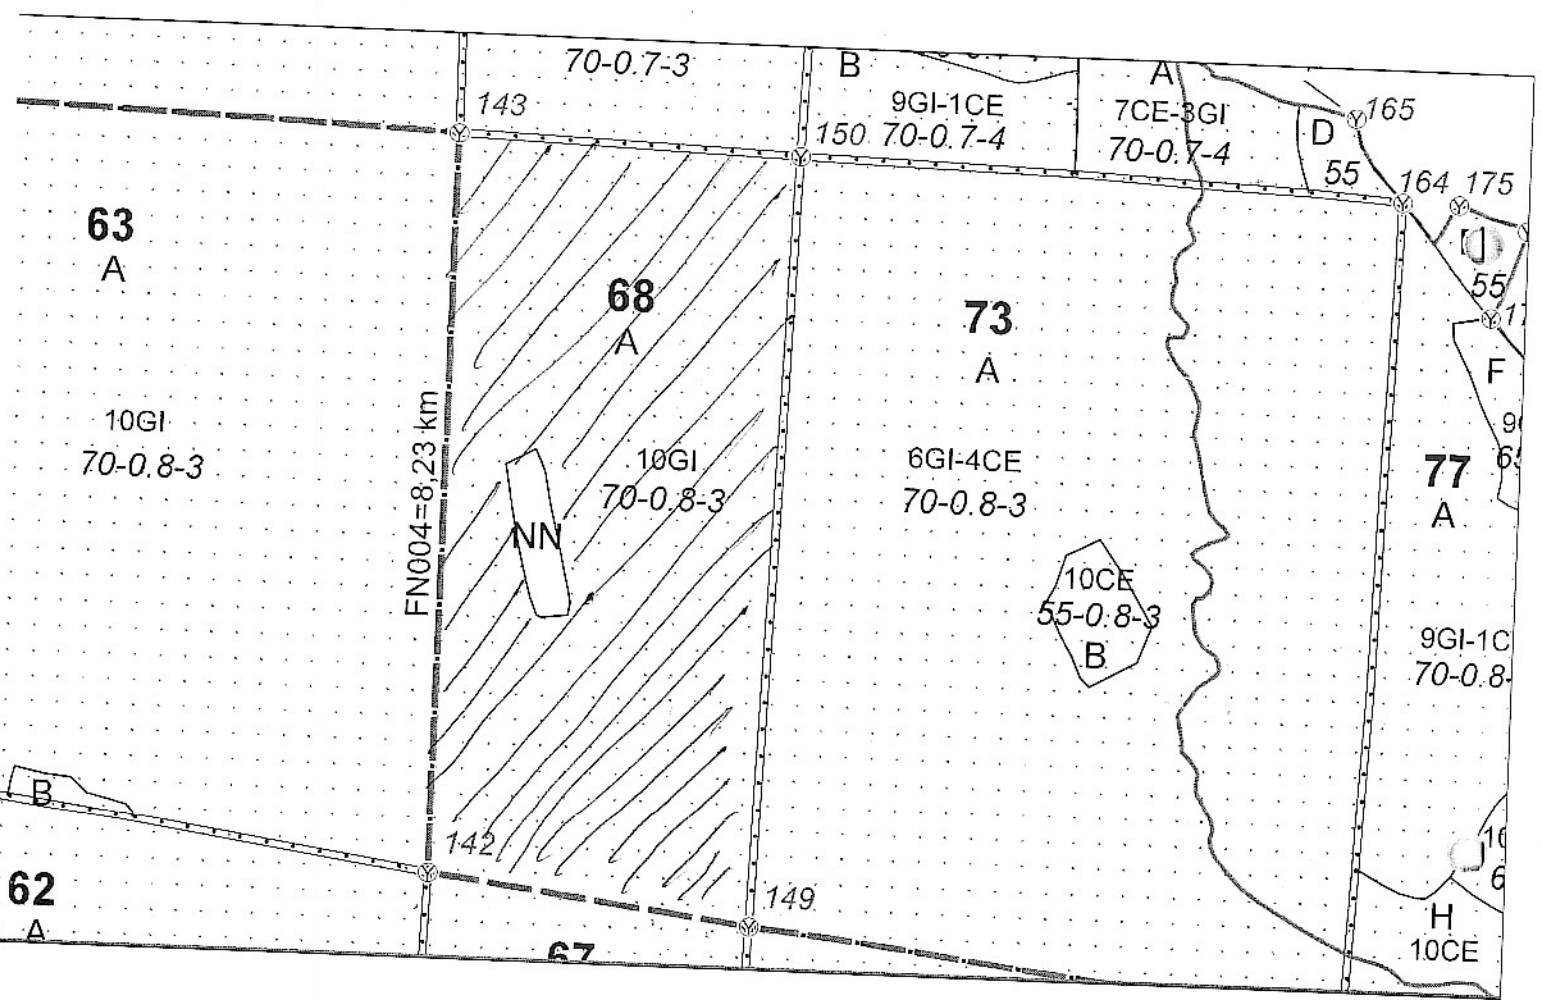 70-0.7-3
B
A
143
9GI-1CE
7CE-3GI
165
150
70-0.7-4
70-0.7-4
D
55
164
175
63
A
68
A
73
A
55
F
10GI
70-0.8-3
FN004=8,23 km
10GI
70-0.8-3
6GI-4CE
70-0.8-3
77
A
NN
10CE
55-0.8-3
B
9GI-1C
70-0.8-
B
142
62
A
149
67
H
10CE